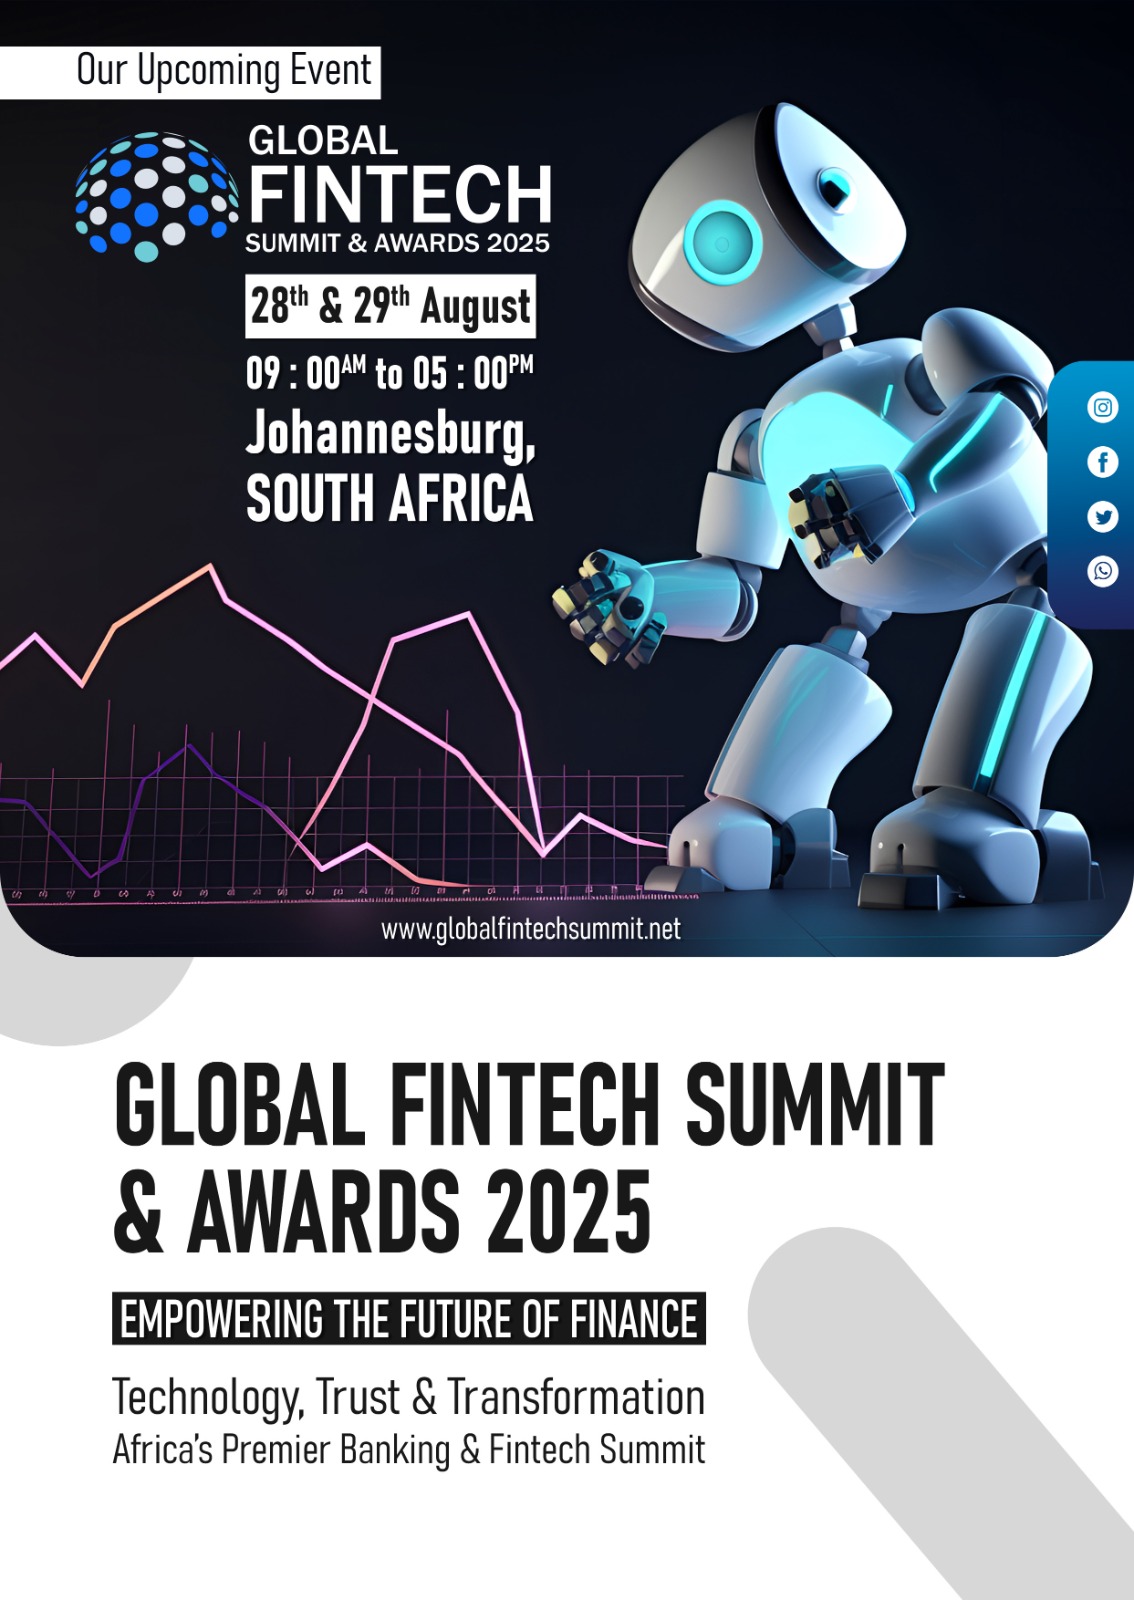 Our Upcoming Event
GLOBAL
FINTECH
SUMMIT & AWARDS 2025
28th & 29th August
09 : 00AM to 05 : 00PM
Johannesburg,
SOUTH AFRICA
www.globalfintechsummit.net
GLOBAL FINTECH SUMMIT
& AWARDS 2025
EMPOWERING THE FUTURE OF FINANCE
Technology, Trust & Transformation
Africa's Premier Banking & Fintech Summit